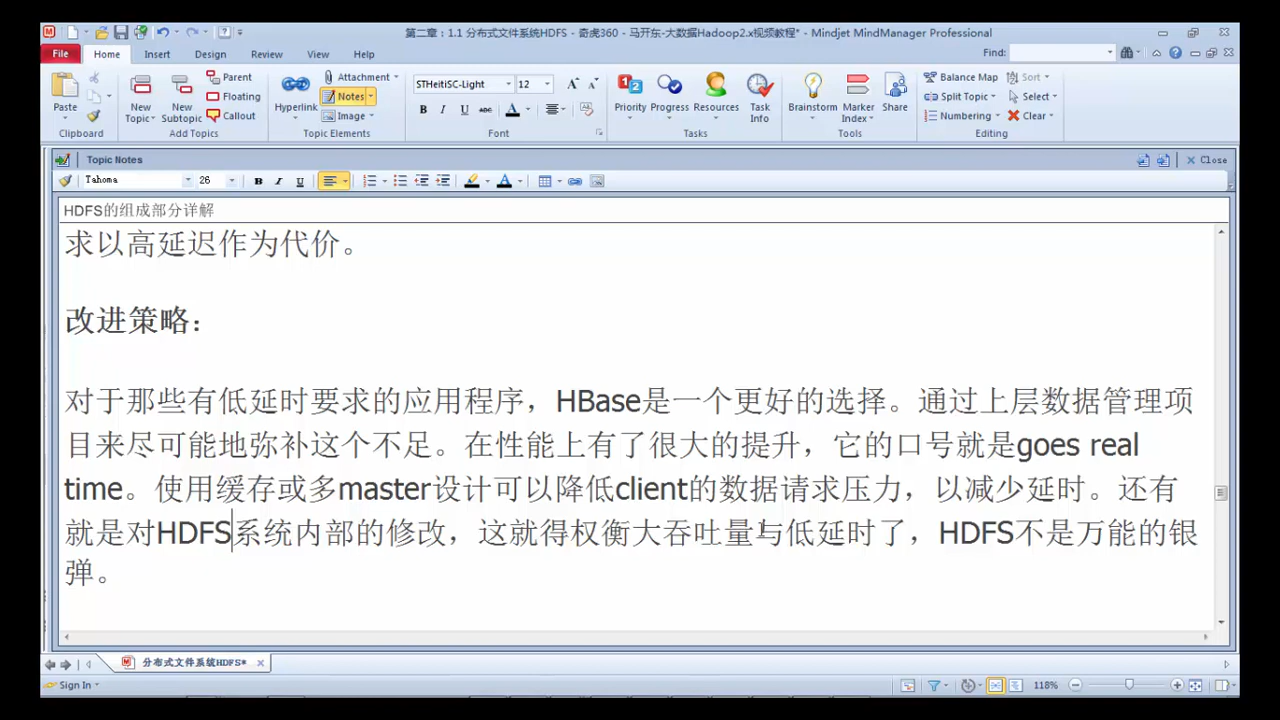 第二章：1.1 分布式文件系统HDFS - 奇虎360 - 马开东-大数据Hadoop2.x视频教程* - Mindjet MindManager Professional
File Home Insert Design Review View Help Find:
Parent Attachment STHeitiSC-Light 12 Balance Map Sort
Paste New Topic New Subtopic Floating Hyperlink Notes Priority Progress Resources Task Info Brainstorm Marker Index Share Split Topic Select
Callout Image B I U abc A Numbering Clear
Clipboard Add Topics Topic Elements Font Tasks Tools Editing
Topic Notes Close
Tahoma 26 B I U A
HDFS的组成部分详解
求以高延迟作为代价。
改进策略：
对于那些有低延时要求的应用程序，HBase是一个更好的选择。通过上层数据管理项
目来尽可能地弥补这个不足。在性能上有了很大的提升，它的口号就是goes real
time。使用缓存或多master设计可以降低client的数据请求压力，以减少延时。还有
就是对HDFS系统内部的修改，这就得权衡大吞吐量与低延时了，HDFS不是万能的银
弹。
分布式文件系统HDFS*
Sign In 118%